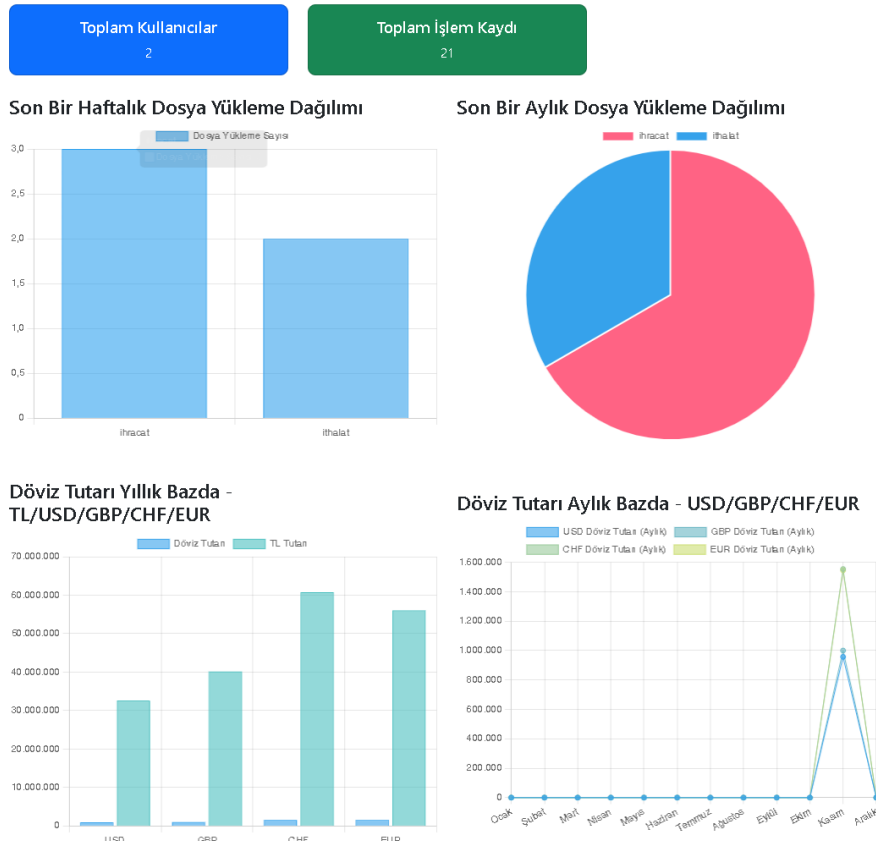 Toplam Kullanıcılar
2
Toplam İşlem Kaydı
21
Son Bir Haftalık Dosya Yükleme Dağılımı
Dosya Yükleme Sayısı
3,0
2,5
2,0
1,5
1,0
0,5
0
ihracat
ithalat
Son Bir Aylık Dosya Yükleme Dağılımı
ihracat
ithalat
Döviz Tutarı Yıllık Bazda -
TL/USD/GBP/CHF/EUR
Döviz Tutarı
TL Tutarı
70.000.000
60.000.000
50.000.000
40.000.000
30.000.000
20.000.000
10.000.000
0
USD
GBP
CHF
EUR
Döviz Tutarı Aylık Bazda - USD/GBP/CHF/EUR
USD Döviz Tutarı (Aylık)
GBP Döviz Tutarı (Aylık)
CHF Döviz Tutarı (Aylık)
EUR Döviz Tutarı (Aylık)
1.600.000
1.400.000
1.200.000
1.000.000
800.000
600.000
400.000
200.000
0
Ocak
Şubat
Mart
Nisan
Mayıs
Haziran
Temmuz
Ağustos
Eylül
Ekim
Kasım
Aralık